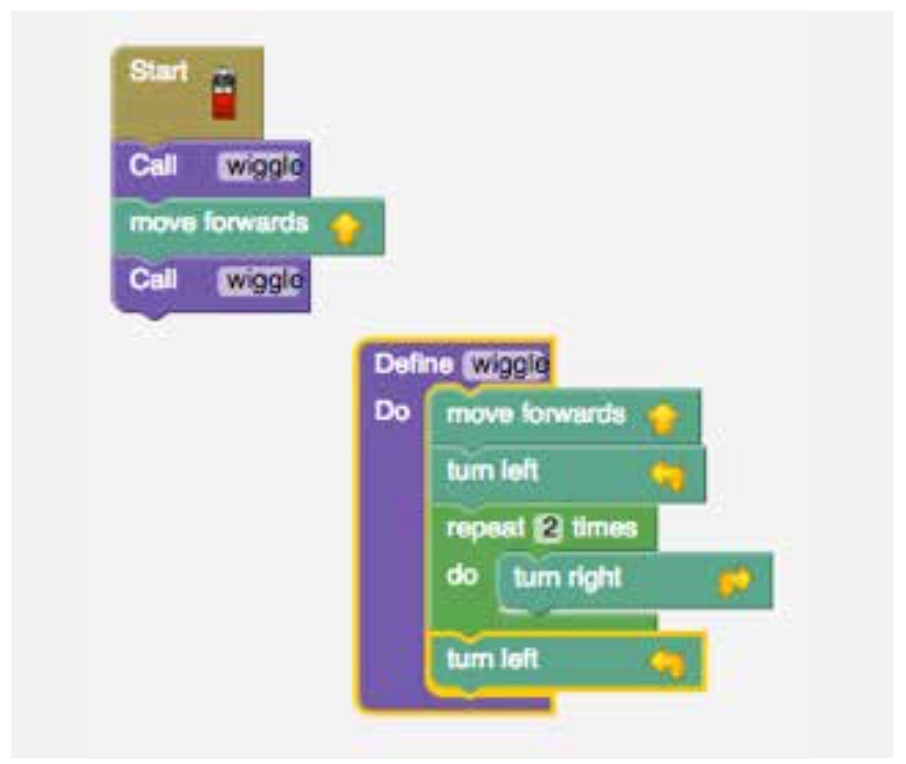 Start
Call wiggle
move forwards
Call wiggle
Define wiggle
Do move forwards
turn left
repeat 2 times
do turn right
turn left